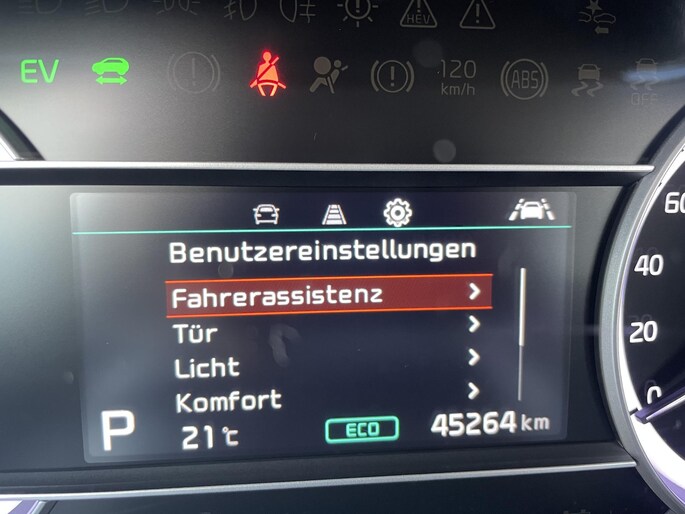 HEV
EV
120
km/h
ABS
OFF
Benutzereinstellungen
Fahrerassistenz
Tür
Licht
Komfort
P
21°C
ECO
45264 km
60
40
20
0